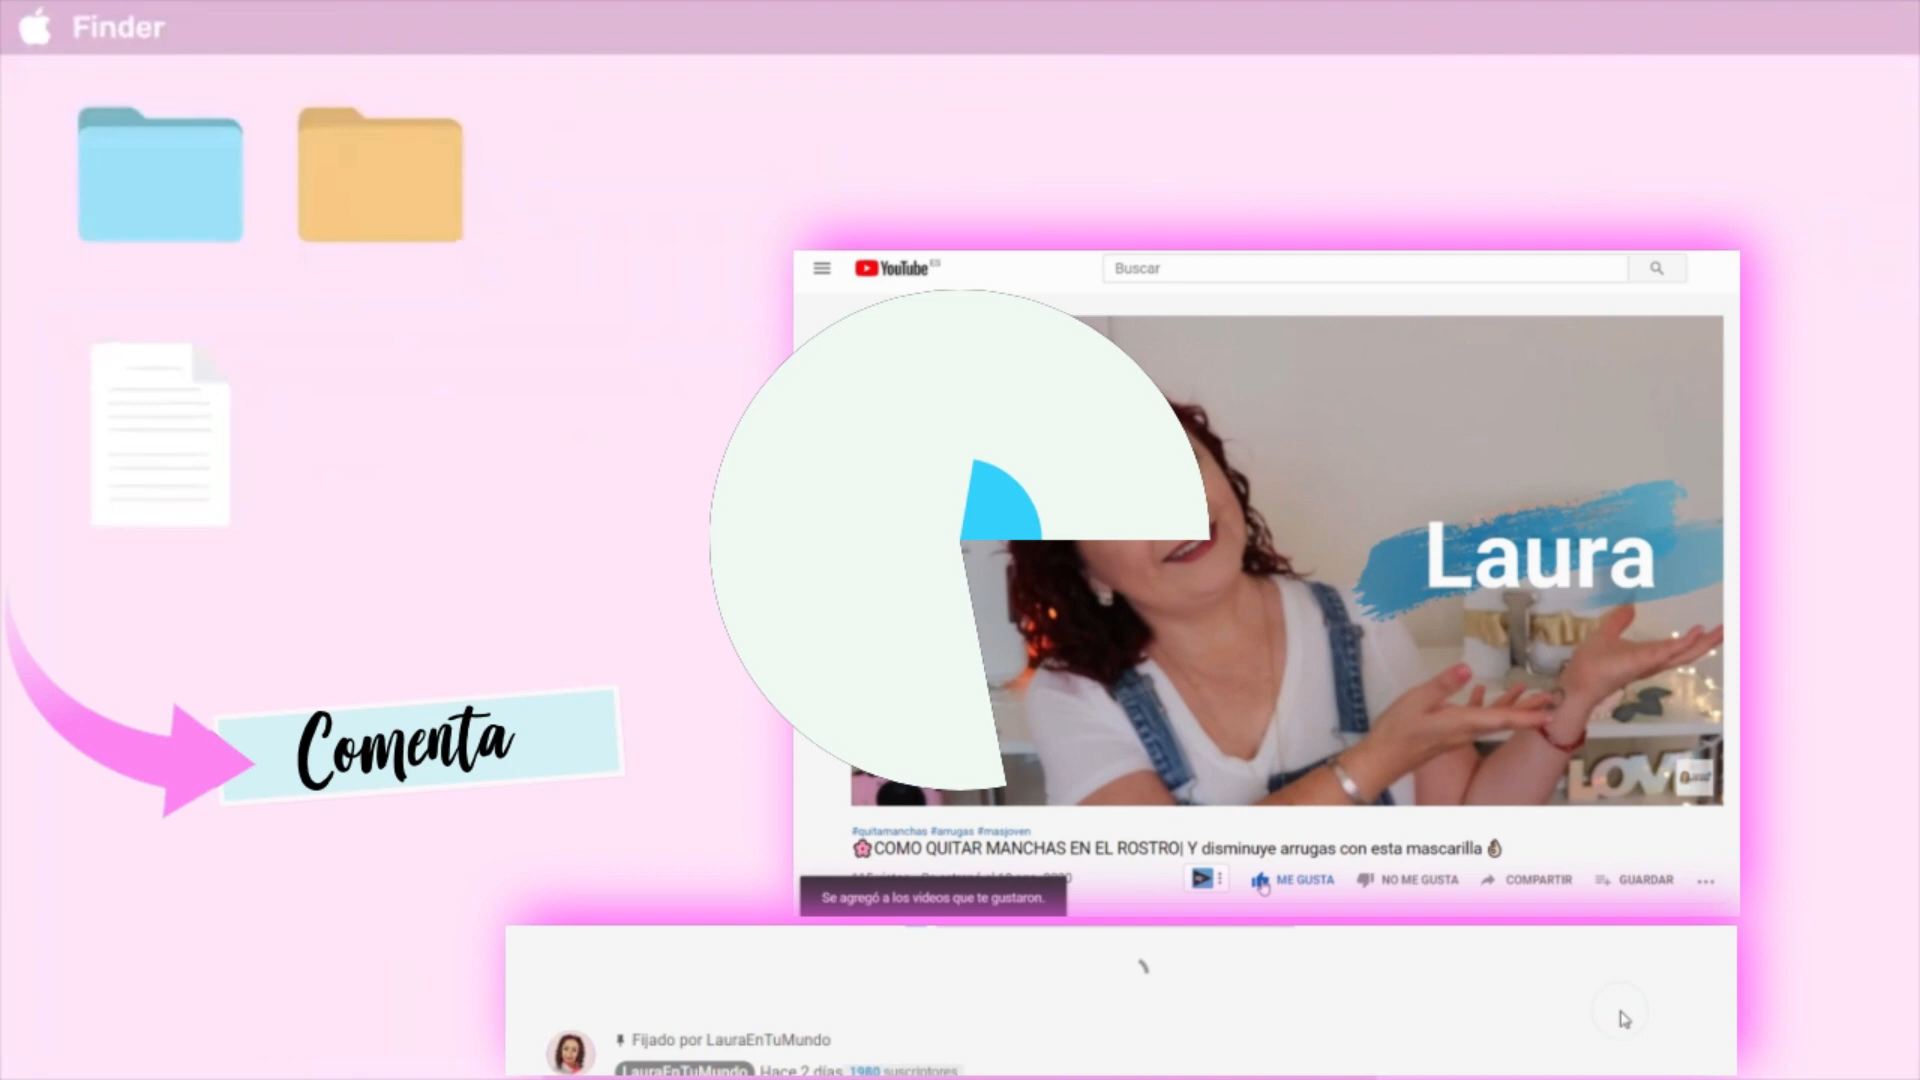 Finder
YouTube ES
Buscar
Laura
LOVE
Comenta
#quitamanchas #arrugas #masjoven
COMO QUITAR MANCHAS EN EL ROSTRO| Y disminuye arrugas con esta mascarilla
ME GUSTA
NO ME GUSTA
COMPARTIR
GUARDAR
Se agregó a los videos que te gustaron.
Fijado por LauraEnTuMundo
LauraEnTuMundo Hace 2 días 1980 suscriptores